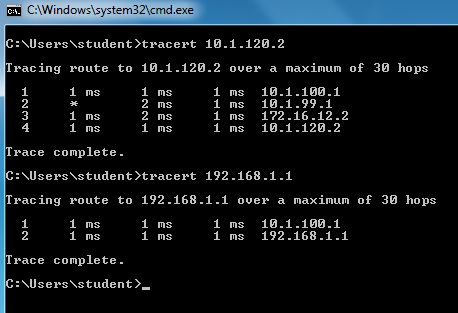 C:\Windows\system32\cmd.exe
C:\Users\student>tracert 10.1.120.2
Tracing route to 10.1.120.2 over a maximum of 30 hops
1 1 ms 1 ms 1 ms 10.1.100.1
2 * 2 ms 1 ms 10.1.99.1
3 1 ms 2 ms 1 ms 172.16.12.2
4 1 ms 1 ms 1 ms 10.1.120.2
Trace complete.
C:\Users\student>tracert 192.168.1.1
Tracing route to 192.168.1.1 over a maximum of 30 hops
1 1 ms 1 ms 1 ms 10.1.100.1
2 1 ms 1 ms 1 ms 192.168.1.1
Trace complete.
C:\Users\student>_